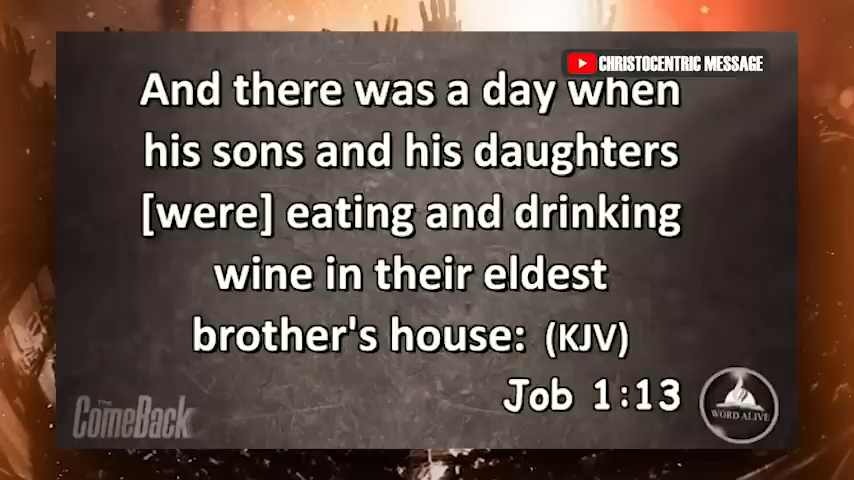 CHRISTOCENTRIC MESSAGE
And there was a day when
his sons and his daughters
[were] eating and drinking
wine in their eldest
brother's house: (KJV)
Job 1:13
The
ComeBack
WORD ALIVE